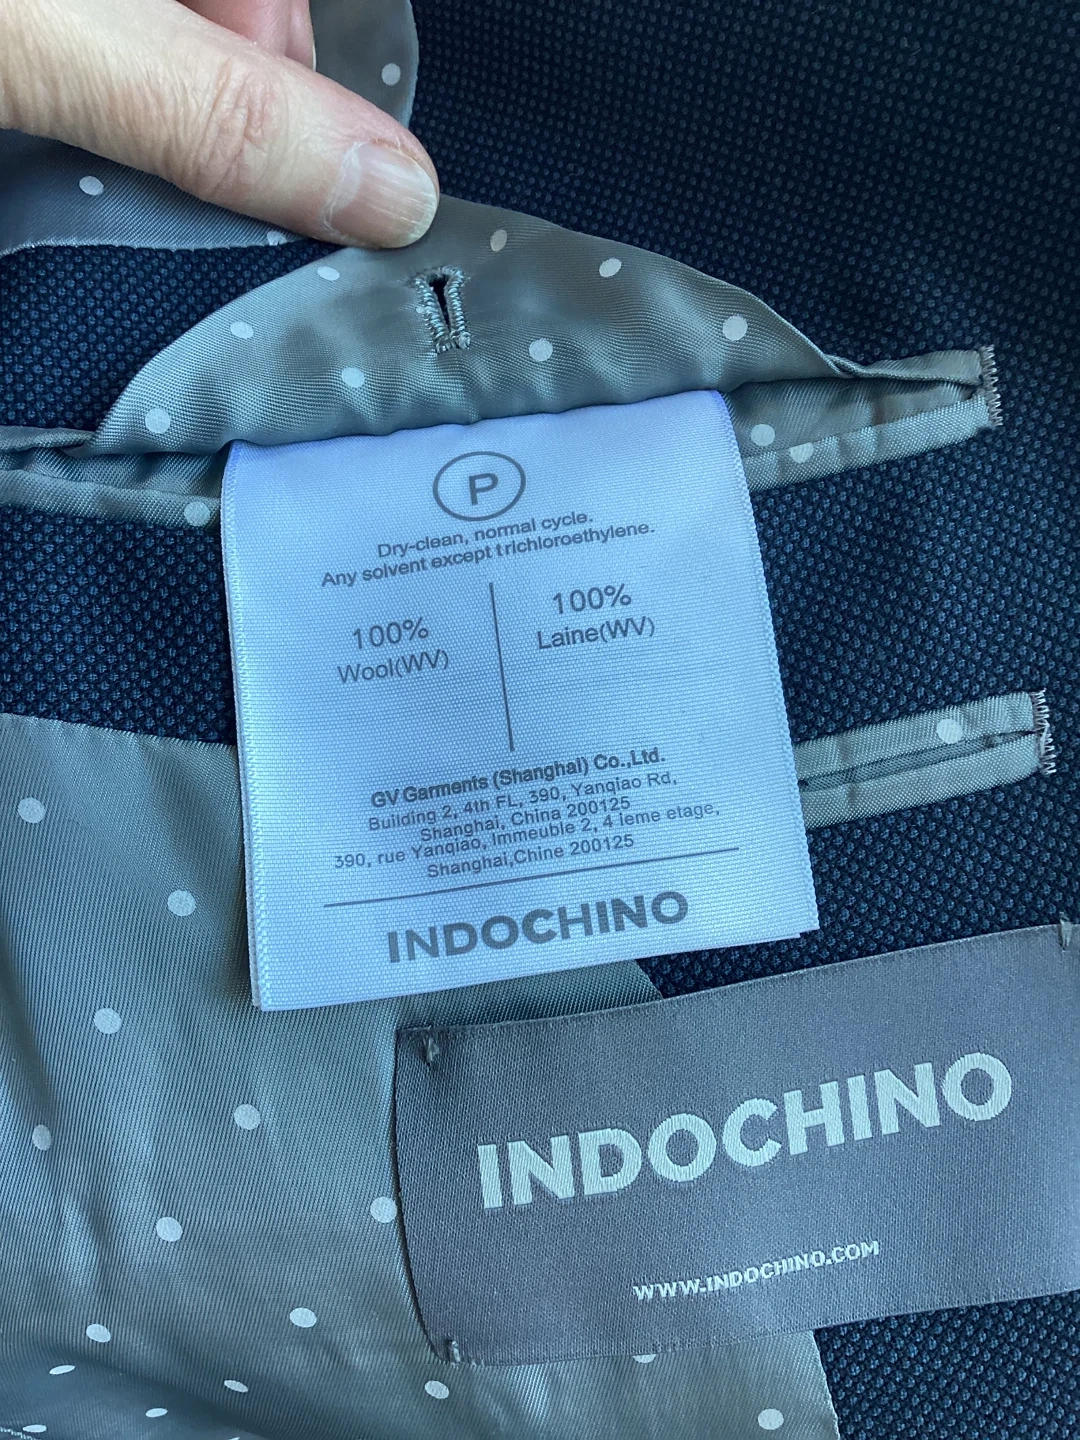 P
Dry-clean, normal cycle.
Any solvent except trichloroethylene.
100%
Wool(WV)
100%
Laine(WV)
GV Garments (Shanghai) Co.,Ltd.
Building 2, 4th FL, 390, Yanqiao Rd,
Shanghai, China 200125
390, rue Yanqiao, Immeuble 2, 4 ieme etage,
Shanghai,Chine 200125
INDOCHINO
INDOCHINO
WWW.INDOCHINO.COM